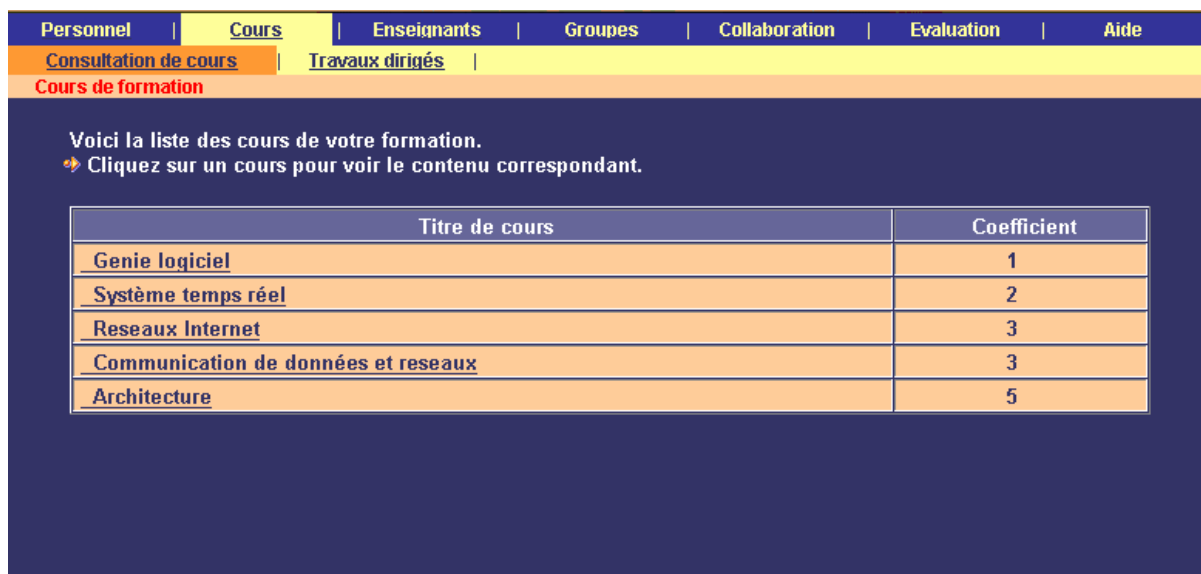 Personnel | Cours | Enseignants | Groupes | Collaboration | Evaluation | Aide
Consultation de cours | Travaux dirigés |
Cours de formation
Voici la liste des cours de votre formation.
Cliquez sur un cours pour voir le contenu correspondant.
Titre de cours Coefficient
Genie logiciel 1
Système temps réel 2
Reseaux Internet 3
Communication de données et reseaux 3
Architecture 5